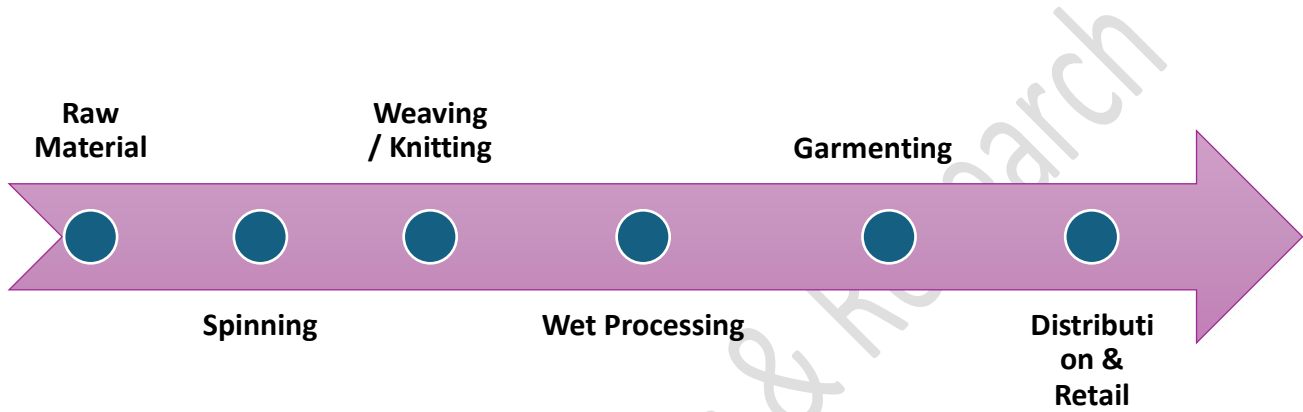 Raw
Material
Spinning
Weaving
/ Knitting
Wet Processing
Garmenting
Distributi
on &
Retail
&